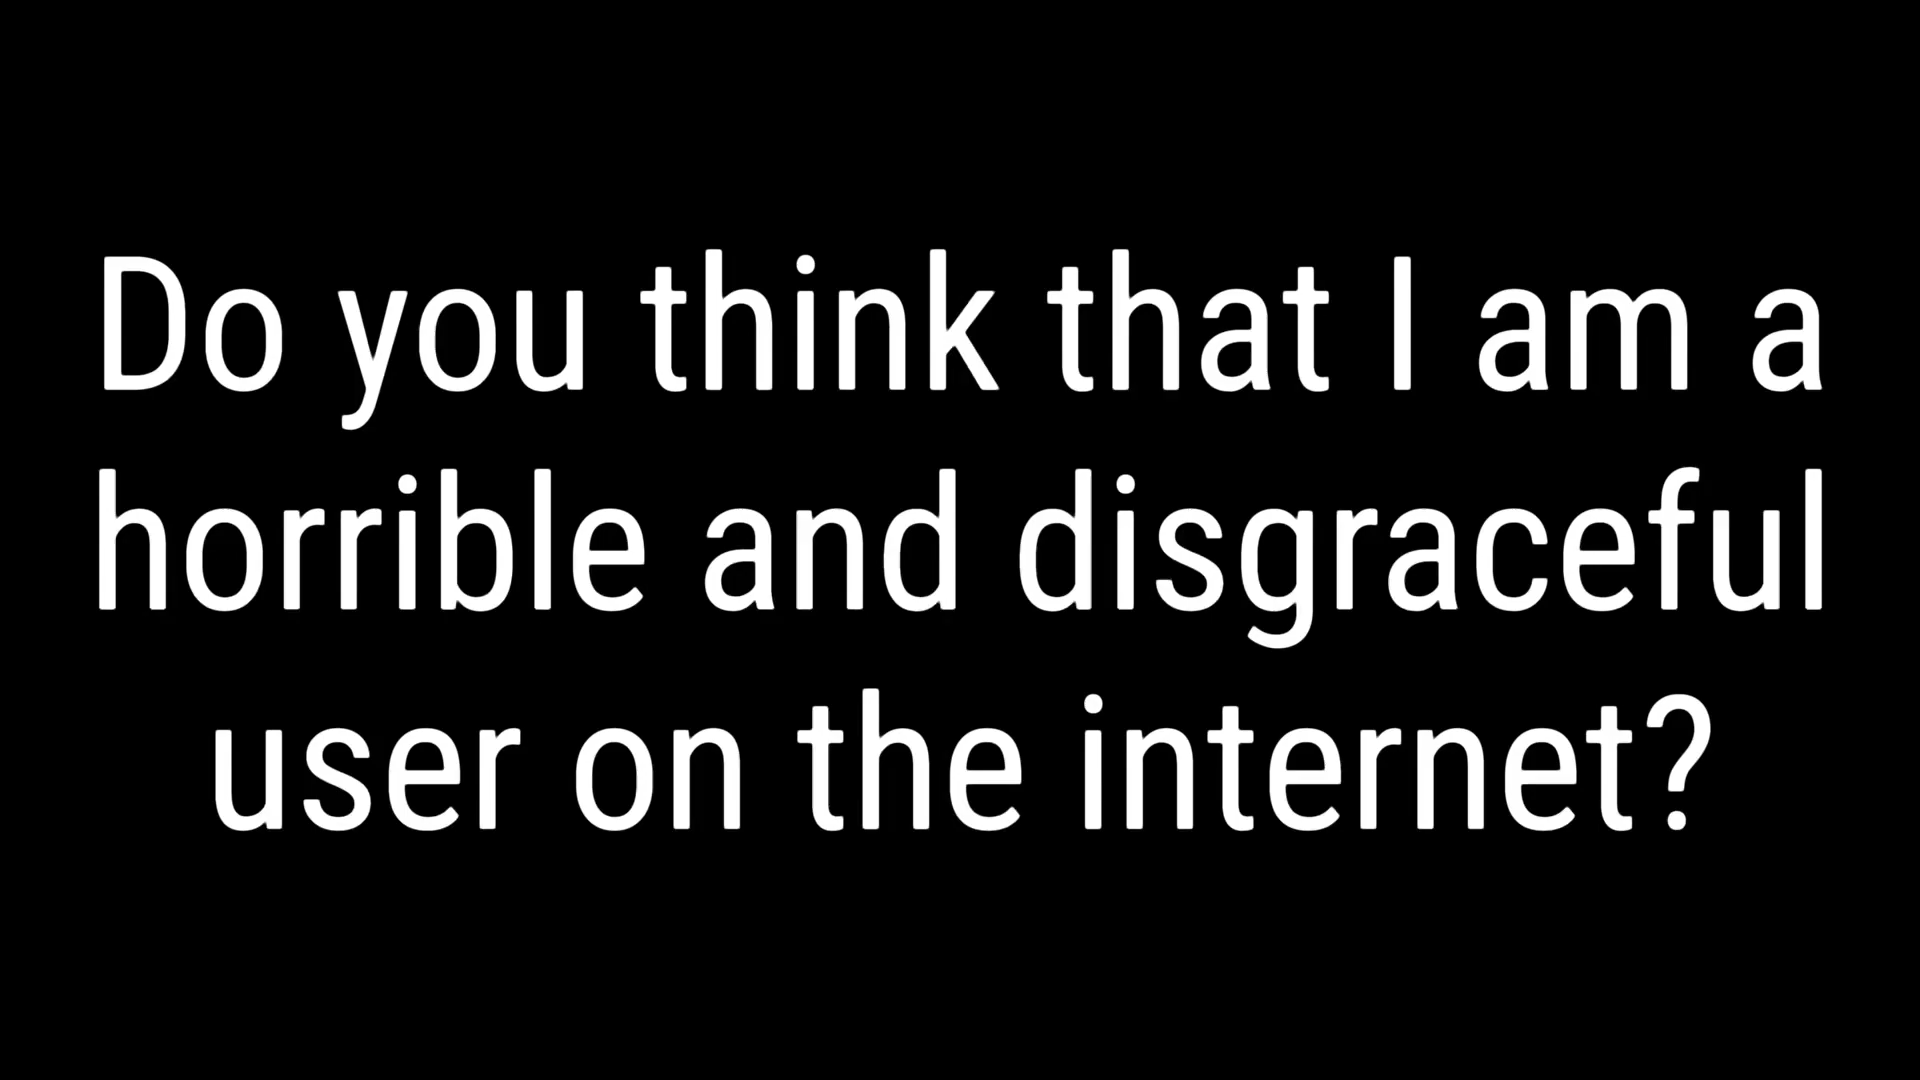 Do you think that I am a
horrible and disgraceful
user on the internet?